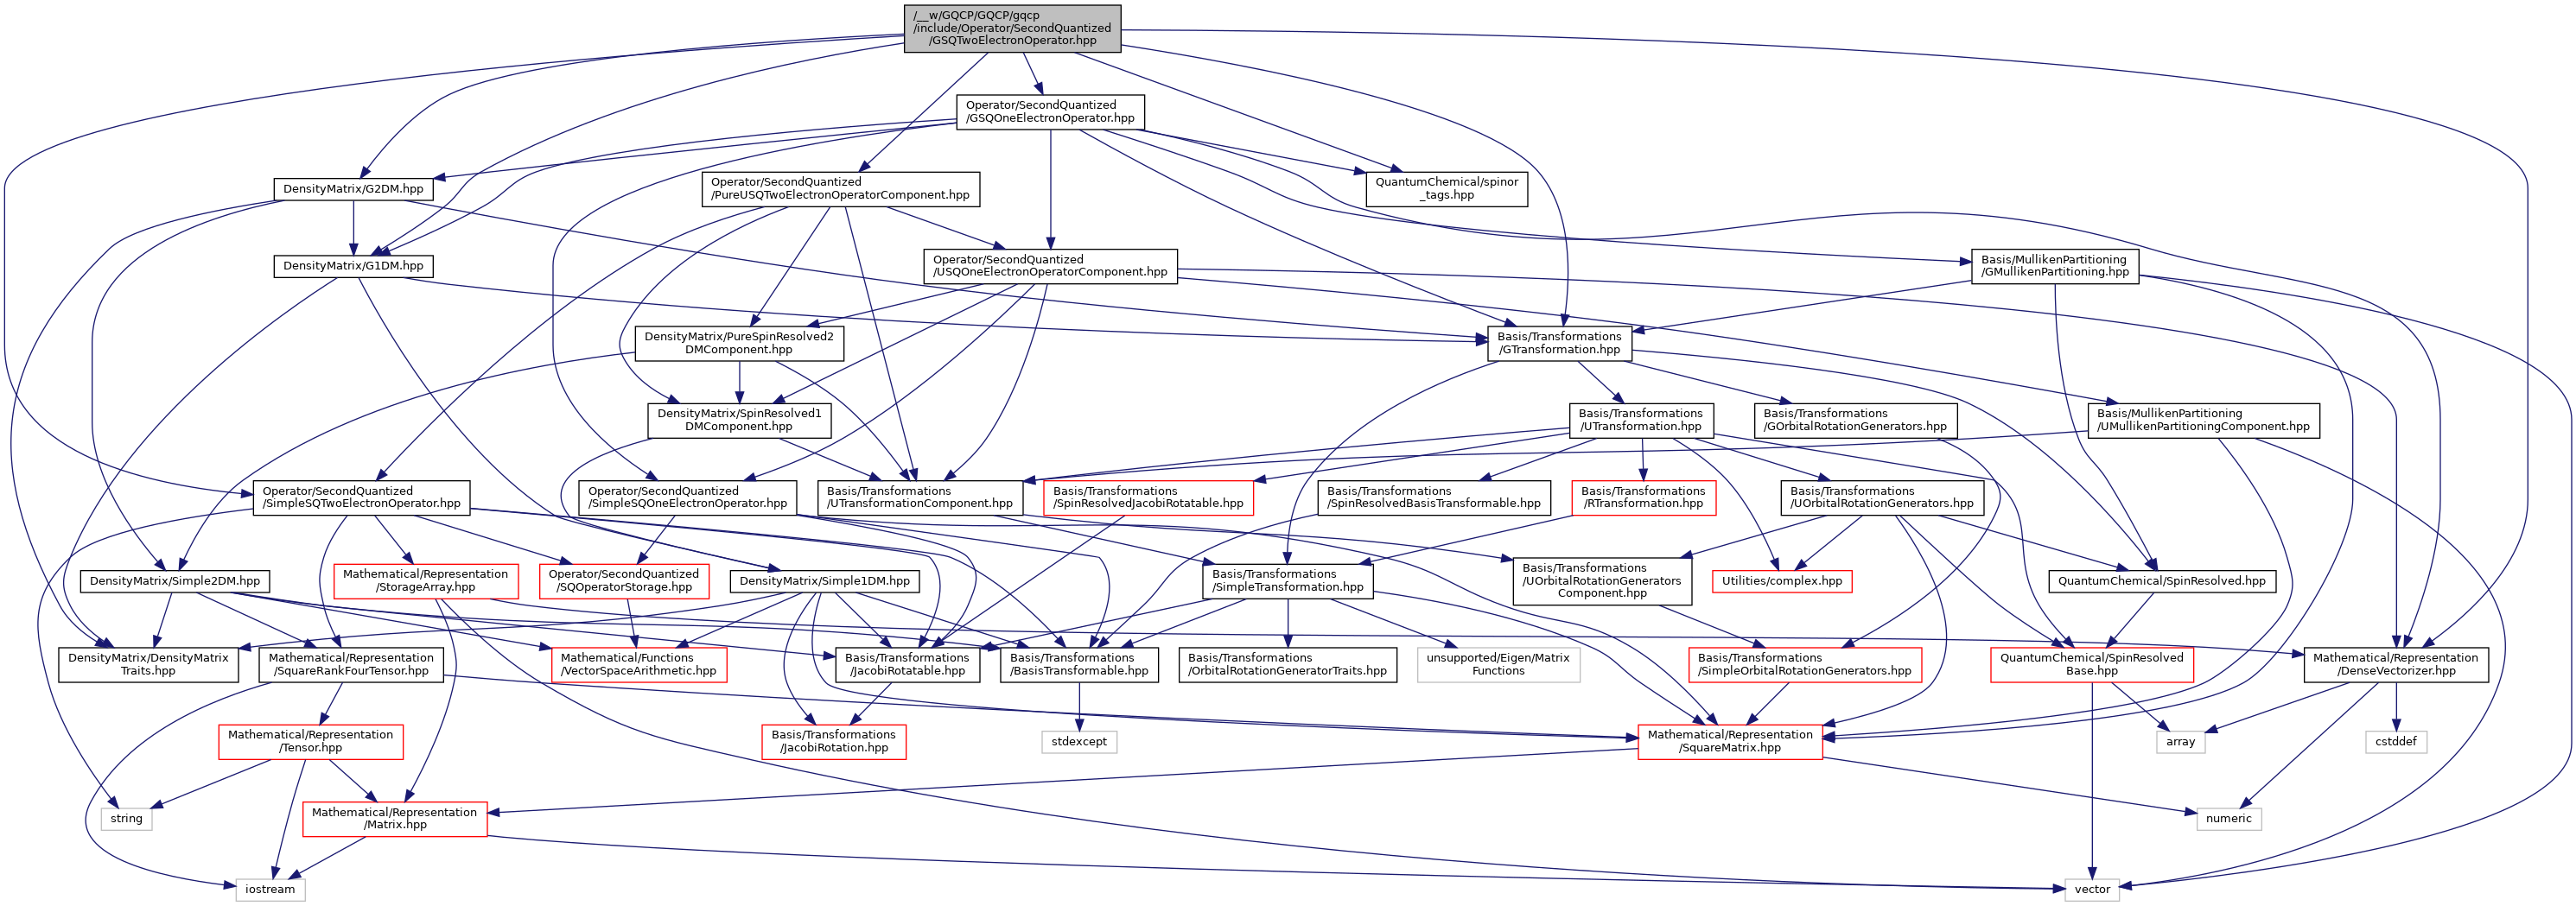 /__w/GQCP/GQCP/gqcp
/include/Operator/SecondQuantized
/GSQTwoElectronOperator.hpp
Operator/SecondQuantized
/GSQOneElectronOperator.hpp
DensityMatrix/G2DM.hpp
Operator/SecondQuantized
/PureUSQTwoElectronOperatorComponent.hpp
QuantumChemical/spinor
_tags.hpp
DensityMatrix/G1DM.hpp
Operator/SecondQuantized
/USQOneElectronOperatorComponent.hpp
Basis/MullikenPartitioning
/GMullikenPartitioning.hpp
DensityMatrix/PureSpinResolved2
DMComponent.hpp
Basis/Transformations
/GTransformation.hpp
DensityMatrix/SpinResolved1
DMComponent.hpp
Basis/Transformations
/UTransformation.hpp
Basis/Transformations
/GOrbitalRotationGenerators.hpp
Basis/MullikenPartitioning
/UMullikenPartitioningComponent.hpp
Operator/SecondQuantized
/SimpleSQTwoElectronOperator.hpp
Operator/SecondQuantized
/SimpleSQOneElectronOperator.hpp
Basis/Transformations
/UTransformationComponent.hpp
Basis/Transformations
/SpinResolvedJacobiRotatable.hpp
Basis/Transformations
/SpinResolvedBasisTransformable.hpp
Basis/Transformations
/RTransformation.hpp
Basis/Transformations
/UOrbitalRotationGenerators.hpp
DensityMatrix/Simple2DM.hpp
Mathematical/Representation
/StorageArray.hpp
Operator/SecondQuantized
/SQOperatorStorage.hpp
DensityMatrix/Simple1DM.hpp
Basis/Transformations
/SimpleTransformation.hpp
Basis/Transformations
/UOrbitalRotationGenerators
Component.hpp
Utilities/complex.hpp
QuantumChemical/SpinResolved.hpp
DensityMatrix/DensityMatrix
Traits.hpp
Mathematical/Representation
/SquareRankFourTensor.hpp
Mathematical/Functions
/VectorSpaceArithmetic.hpp
Basis/Transformations
/JacobiRotatable.hpp
Basis/Transformations
/BasisTransformable.hpp
Basis/Transformations
/OrbitalRotationGeneratorTraits.hpp
unsupported/Eigen/Matrix
Functions
Basis/Transformations
/SimpleOrbitalRotationGenerators.hpp
QuantumChemical/SpinResolved
Base.hpp
Mathematical/Representation
/DenseVectorizer.hpp
Mathematical/Representation
/Tensor.hpp
Basis/Transformations
/JacobiRotation.hpp
stdexcept
Mathematical/Representation
/SquareMatrix.hpp
array
cstddef
string
Mathematical/Representation
/Matrix.hpp
numeric
iostream
vector